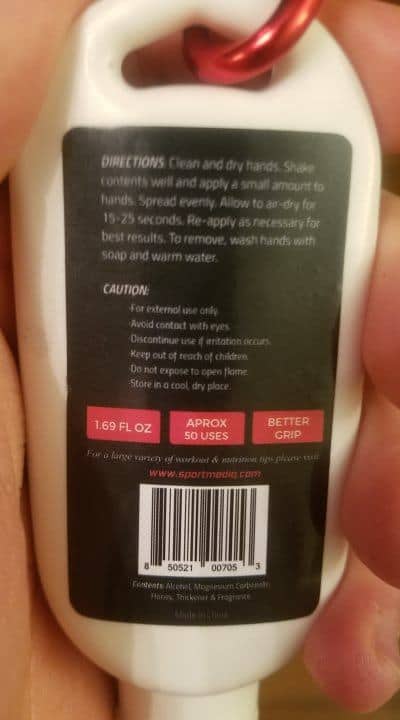 DIRECTIONS: Clean and dry hands. Shake
contents well and apply a small amount to
hands. Spread evenly. Allow to air-dry for
15-25 seconds. Re-apply as necessary for
best results. To remove, wash hands with
soap and warm water.
CAUTION:
·For external use only.
·Avoid contact with eyes.
·Discontinue use if irritation occurs.
·Keep out of reach of children.
·Do not expose to open flame.
·Store in a cool, dry place.
1.69 FL OZ
APROX
50 USES
BETTER
GRIP
For a large variety of workout & nutrition tips please visit
www.sportmediq.com
8 50521 00705 3
Contents: Alcohol, Magnesium Carbonate,
Honey, Thickener & Fragrance
Made in China